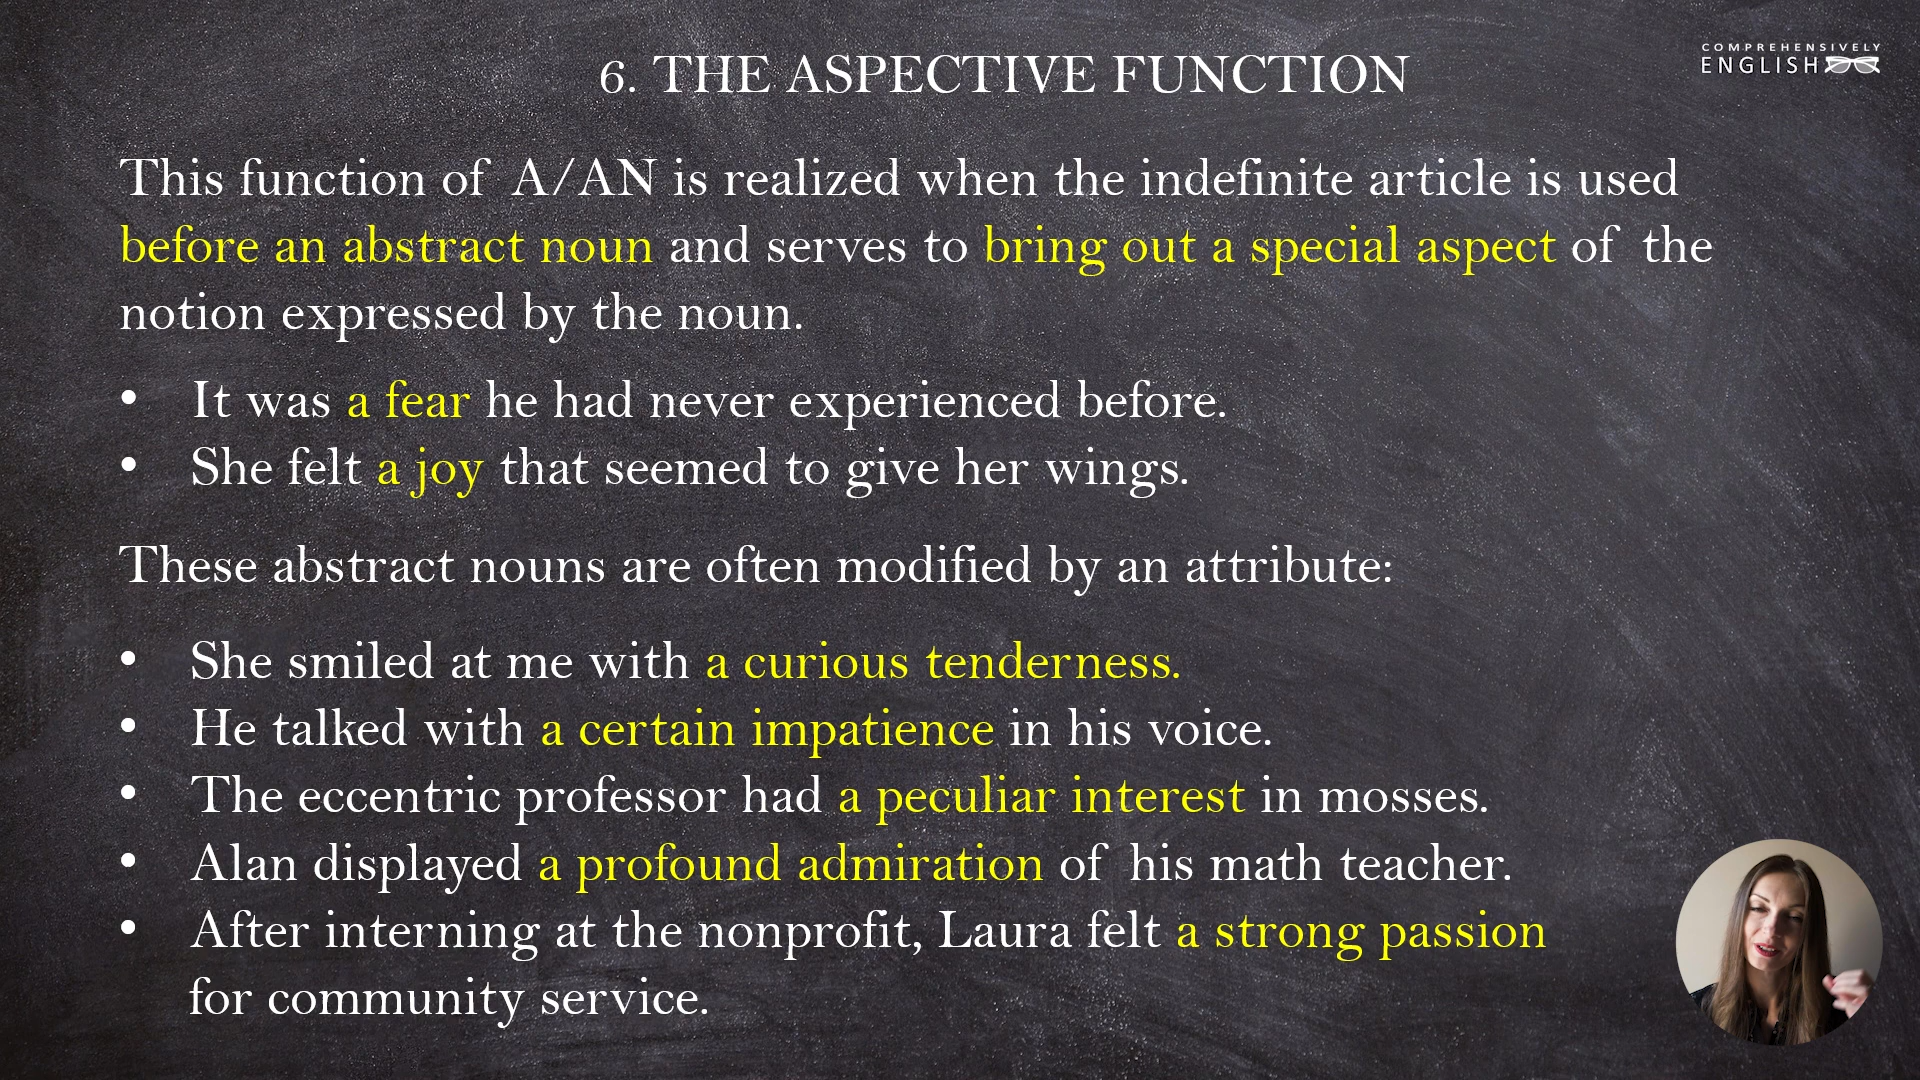 6. THE ASPECTIVE FUNCTION
COMPREHENSIVELY
ENGLISH
This function of A/AN is realized when the indefinite article is used
before an abstract noun and serves to bring out a special aspect of the
notion expressed by the noun.
• It was a fear he had never experienced before.
• She felt a joy that seemed to give her wings.
These abstract nouns are often modified by an attribute:
• She smiled at me with a curious tenderness.
• He talked with a certain impatience in his voice.
• The eccentric professor had a peculiar interest in mosses.
• Alan displayed a profound admiration of his math teacher.
• After interning at the nonprofit, Laura felt a strong passion
for community service.